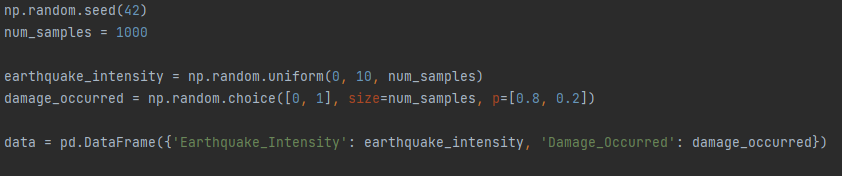 np.random.seed(42)
num_samples = 1000
earthquake_intensity = np.random.uniform(0, 10, num_samples)
damage_occurred = np.random.choice([0, 1], size=num_samples, p=[0.8, 0.2])
data = pd.DataFrame({'Earthquake_Intensity': earthquake_intensity, 'Damage_Occurred': damage_occurred})